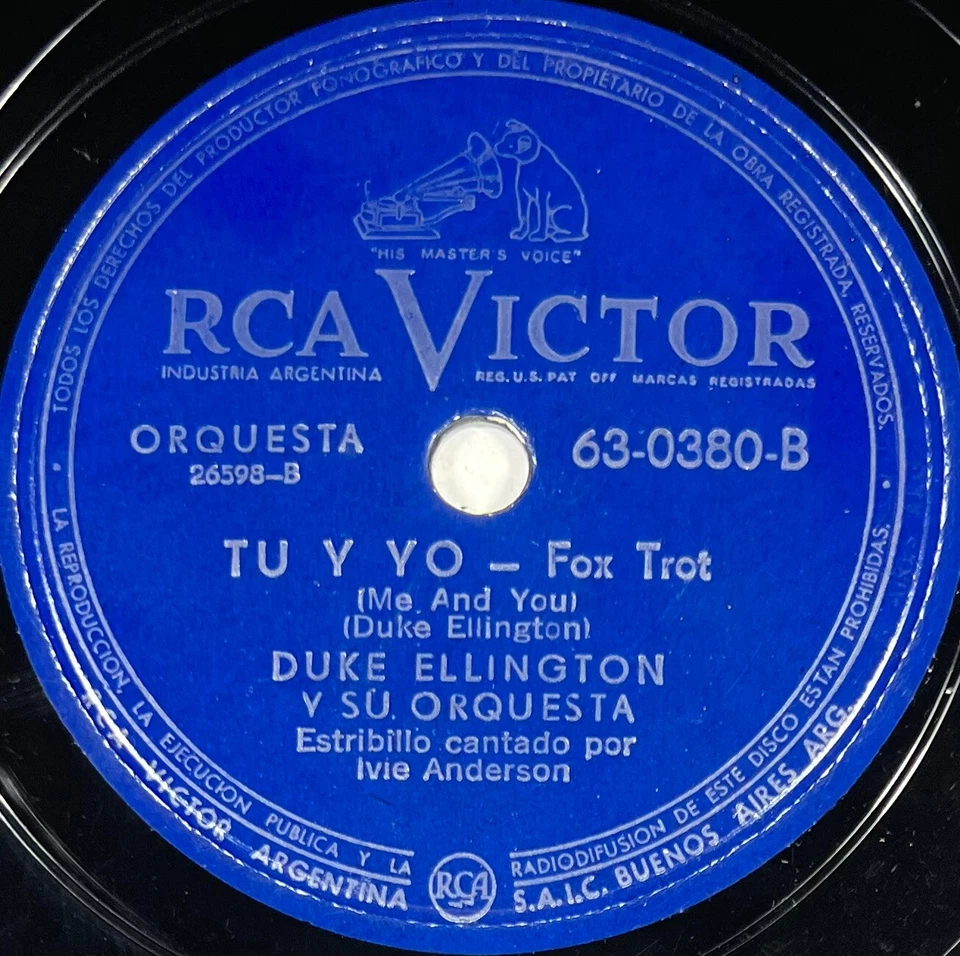 TODOS LOS DERECHOS DEL PRODUCTOR FONOGRAFICO Y DEL PROPIETARIO DE LA OBRA REGISTRADA, RESERVADOS.
"HIS MASTER'S VOICE"
RCA VICTOR
INDUSTRIA ARGENTINA REG. U.S. PAT OFF MARCAS REGISTRADAS
ORQUESTA 63-0380-B
26598-B
TU Y YO – Fox Trot
(Me And You)
(Duke Ellington)
DUKE ELLINGTON
Y SU ORQUESTA
Estribillo cantado por
Ivie Anderson
LA REPRODUCCION, LA EJECUCION PUBLICA Y LA RADIODIFUSION DE ESTE DISCO ESTAN PROHIBIDAS.
RCA VICTOR ARGENTINA RCA S.A.I.C. BUENOS AIRES ARG.